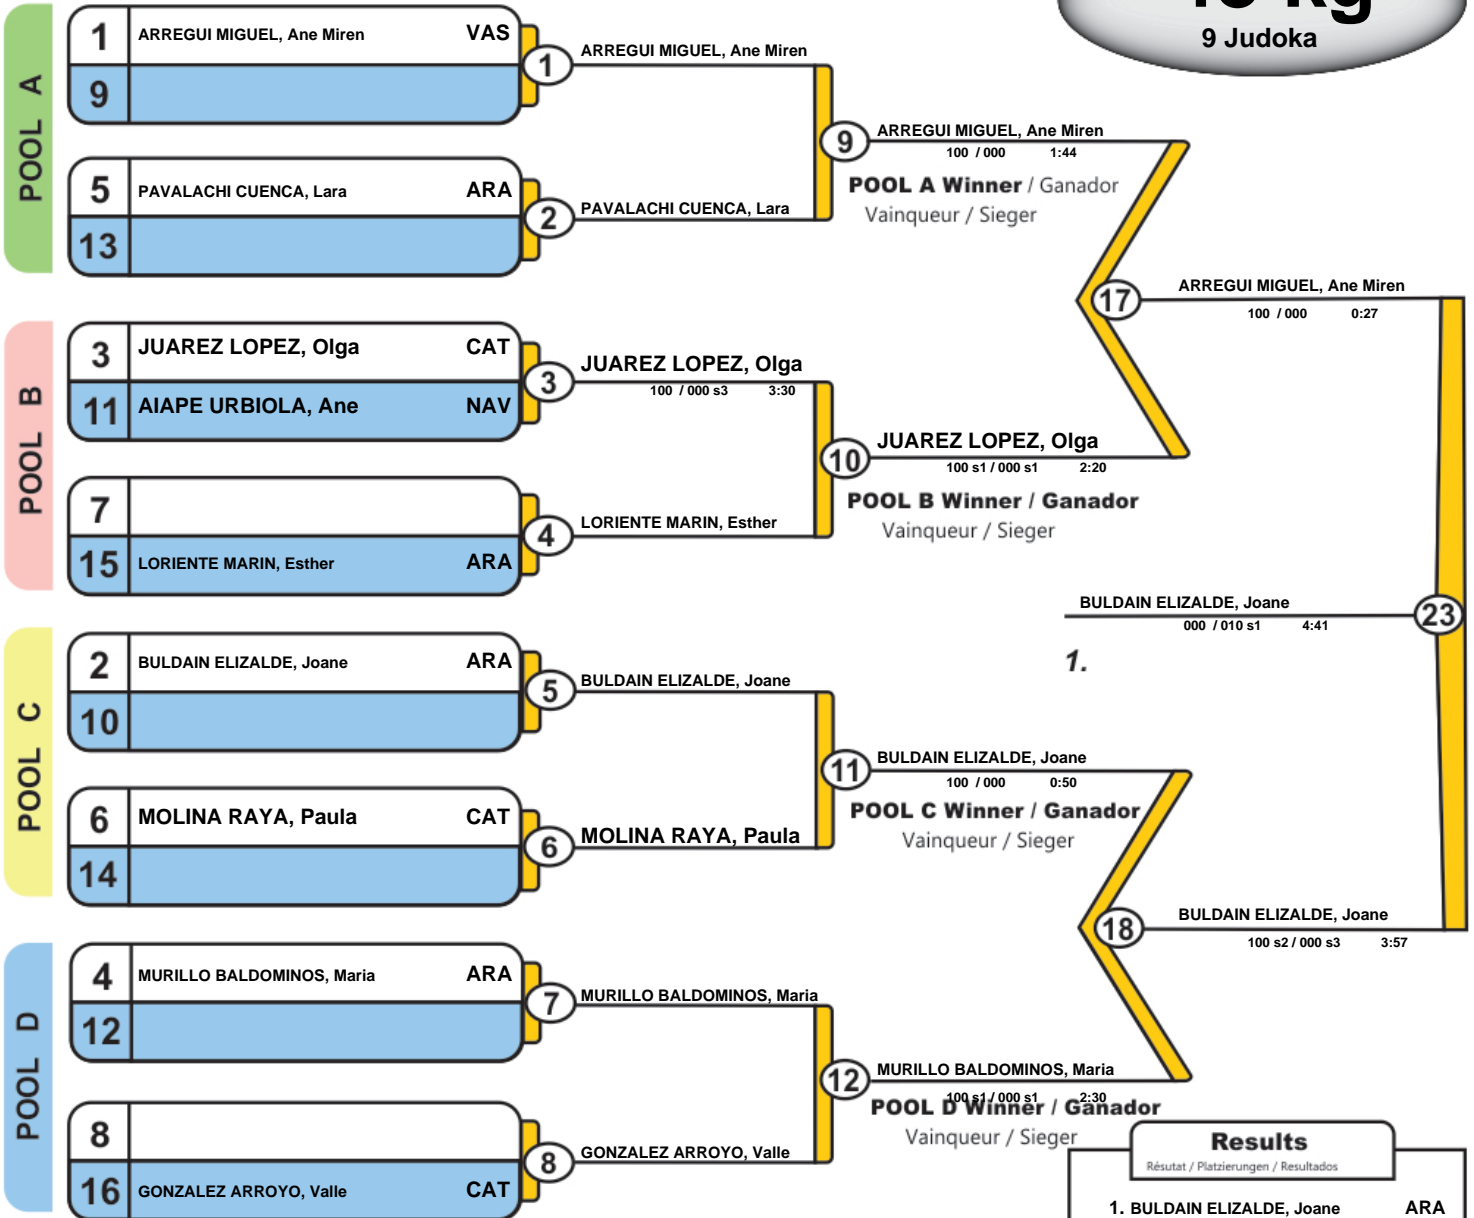 kg
9 Judoka
POOL A
1 ARREGUI MIGUEL, Ane Miren VAS
9
1 ARREGUI MIGUEL, Ane Miren
5 PAVALACHI CUENCA, Lara ARA
13
2 PAVALACHI CUENCA, Lara
9 ARREGUI MIGUEL, Ane Miren
100 / 000 1:44
POOL A Winner / Ganador
Vainqueur / Sieger
POOL B
3 JUAREZ LOPEZ, Olga CAT
11 AIAPE URBIOLA, Ane NAV
3 JUAREZ LOPEZ, Olga
100 / 000 s3 3:30
7
15 LORIENTE MARIN, Esther ARA
4 LORIENTE MARIN, Esther
10 JUAREZ LOPEZ, Olga
100 s1 / 000 s1 2:20
POOL B Winner / Ganador
Vainqueur / Sieger
17 ARREGUI MIGUEL, Ane Miren
100 / 000 0:27
POOL C
2 BULDAIN ELIZALDE, Joane ARA
10
5 BULDAIN ELIZALDE, Joane
6 MOLINA RAYA, Paula CAT
14
6 MOLINA RAYA, Paula
11 BULDAIN ELIZALDE, Joane
100 / 000 0:50
POOL C Winner / Ganador
Vainqueur / Sieger
POOL D
4 MURILLO BALDOMINOS, Maria ARA
12
7 MURILLO BALDOMINOS, Maria
8
16 GONZALEZ ARROYO, Valle CAT
8 GONZALEZ ARROYO, Valle
12 MURILLO BALDOMINOS, Maria
100 s1 / 000 s1 2:30
POOL D Winner / Ganador
Vainqueur / Sieger
18 BULDAIN ELIZALDE, Joane
100 s2 / 000 s3 3:57
BULDAIN ELIZALDE, Joane 23
000 / 010 s1 4:41
1.
Results
Résutat / Platzierungen / Resultados
1. BULDAIN ELIZALDE, Joane ARA